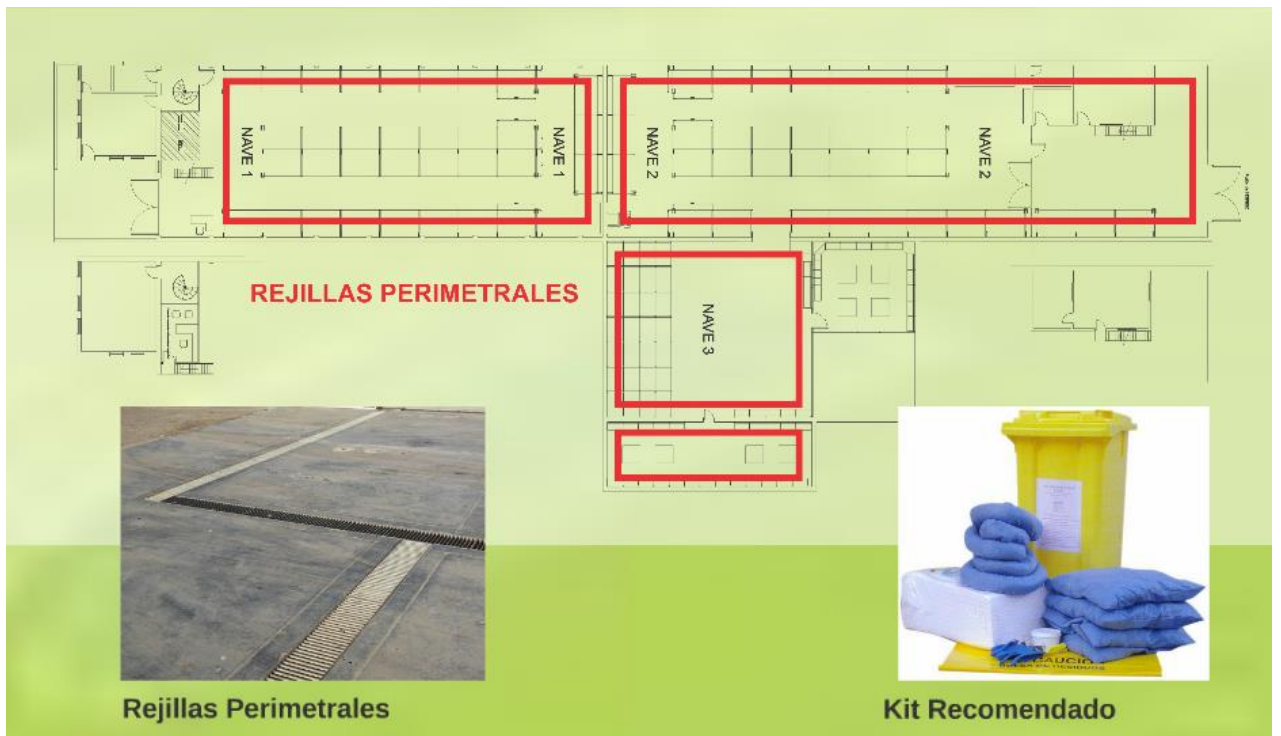 NAVE 1
NAVE 1
NAVE 2
NAVE 2
REJILLAS PERIMETRALES
NAVE 3
Rejillas Perimetrales
Kit Recomendado